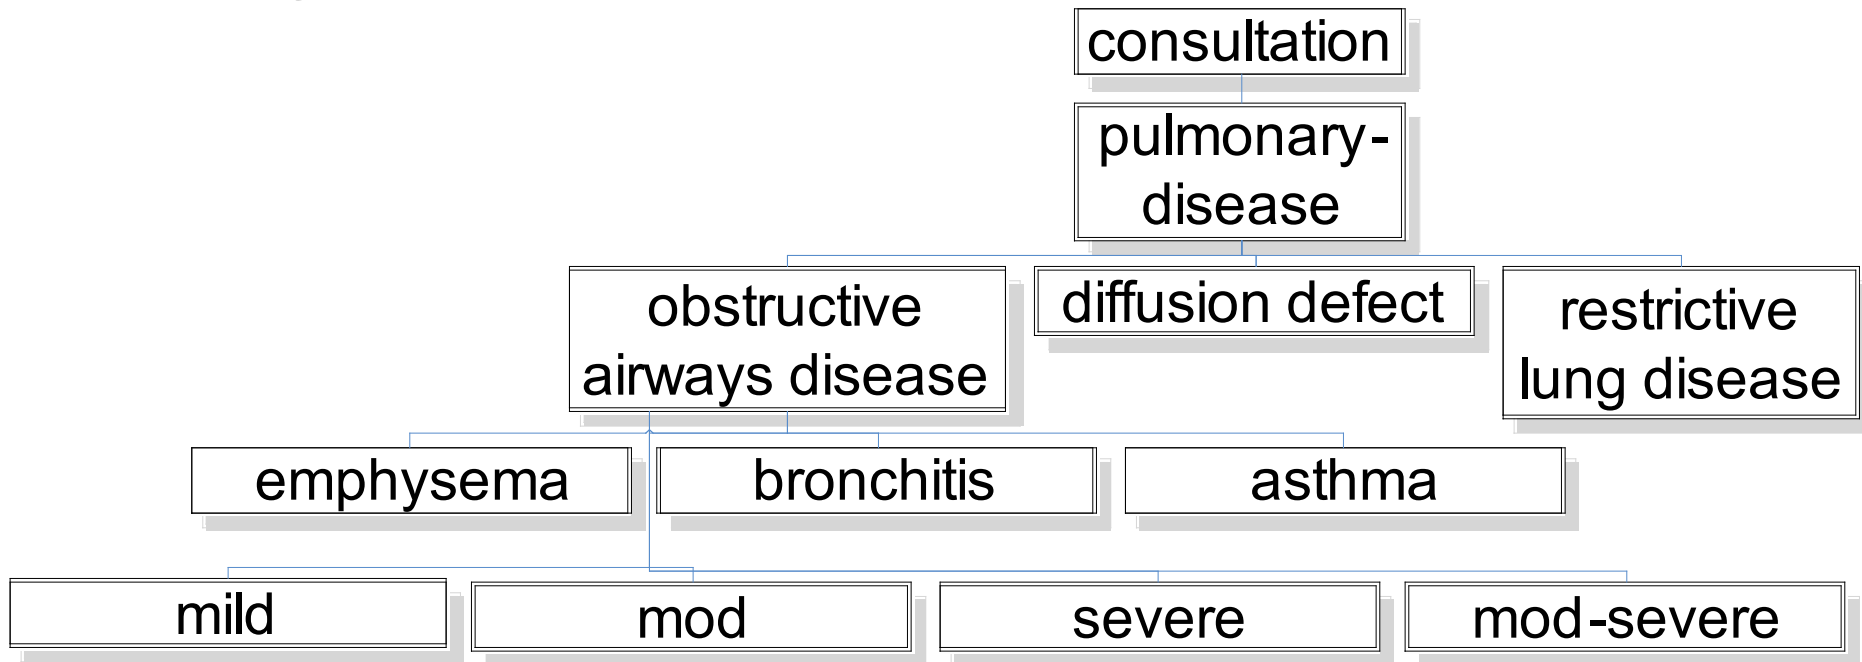 consultation
pulmonary-
disease
obstructive
airways disease
diffusion defect
restrictive
lung disease
emphysema
bronchitis
asthma
mild
mod
severe
mod-severe